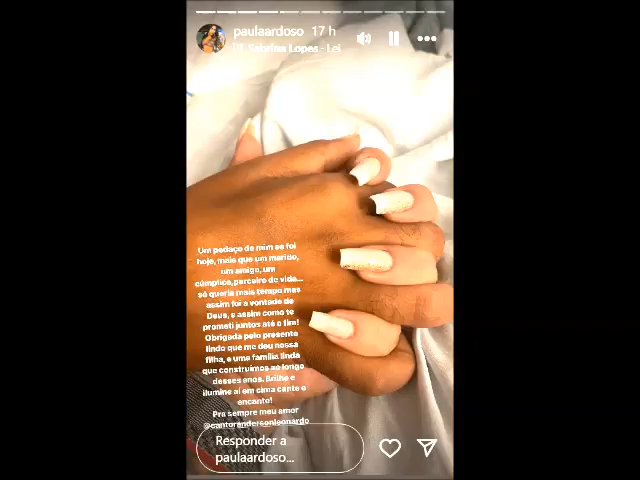 paulaardoso 17 h
Sabrina Lopes - Lei
Um pedaço de mim se foi
hoje, mais que um marido,
um amigo, um
cúmplice,parceiro de vida...
só queria mais tempo mas
assim foi a vontade de
Deus, e assim como te
prometi juntos até o fim!
Obrigada pelo presente
lindo que me deu nossa
filha, e uma família linda
que construímos ao longo
desses anos. Brilhe e
ilumine aí em cima cante e
encanto!
Pra sempre meu amor
@cantorandersonleonardo
Responder a
paulaardoso...